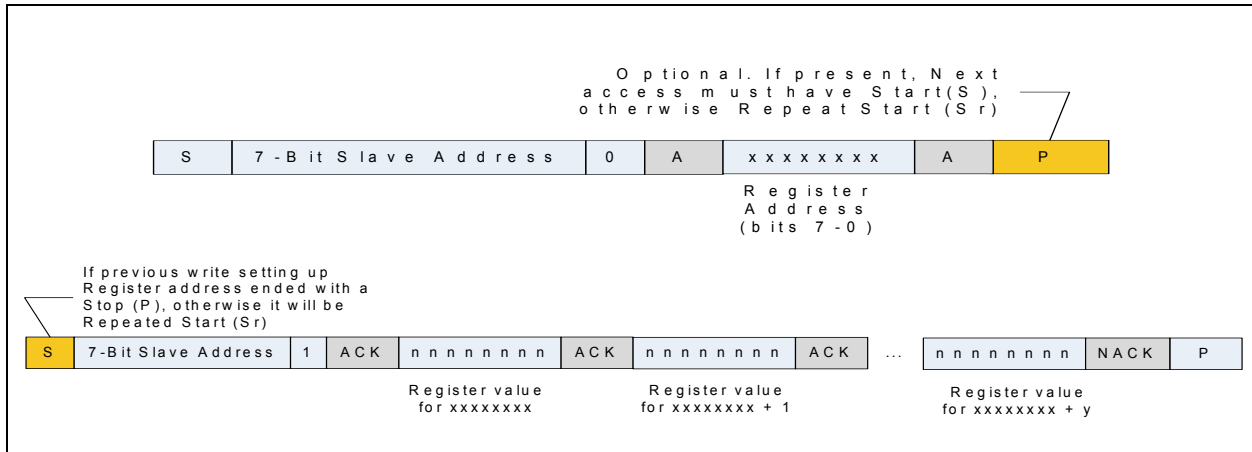 Optional. If present, Next
access must have Start(S),
otherwise Repeat Start (Sr)
S 7-Bit Slave Address 0 A xxxxxxxx A P
Register
Address
(bits 7-0)
If previous write setting up
Register address ended with a
Stop (P), otherwise it will be
Repeated Start (Sr)
S 7-Bit Slave Address 1 ACK nnnnnnnn ACK nnnnnnnn ACK ... nnnnnnnn NACK P
Register value
for xxxxxxxx
Register value
for xxxxxxxx + 1
Register value
for xxxxxxxx + y